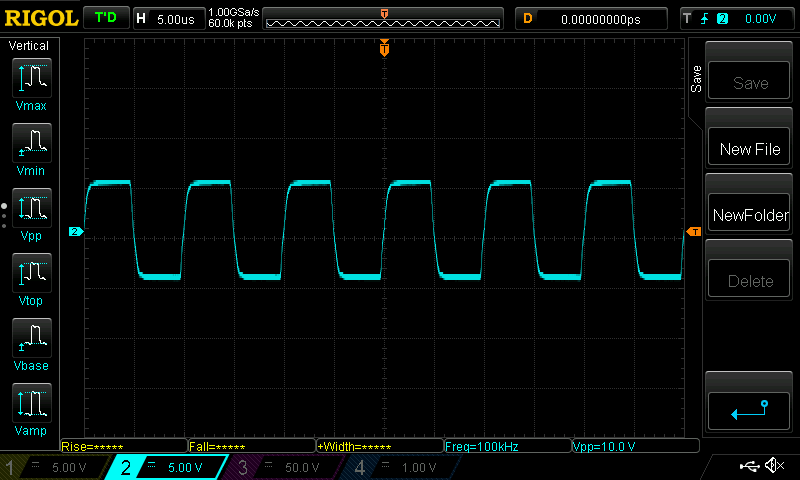 RIGOL T'D H 5.00us 1.00GSa/s T D 0.00000000ps T 2 0.00V
60.0k pts
Vertical
T
Save
Save
Vmax
New File
Vmin
NewFolder
Vpp
2
T
Delete
Vtop
Vbase
Vamp
Rise=***** Fall=***** +Width=***** Freq=100kHz Vpp=10.0 V
1 5.00 V 2 5.00 V 3 50.0 V 4 1.00 V